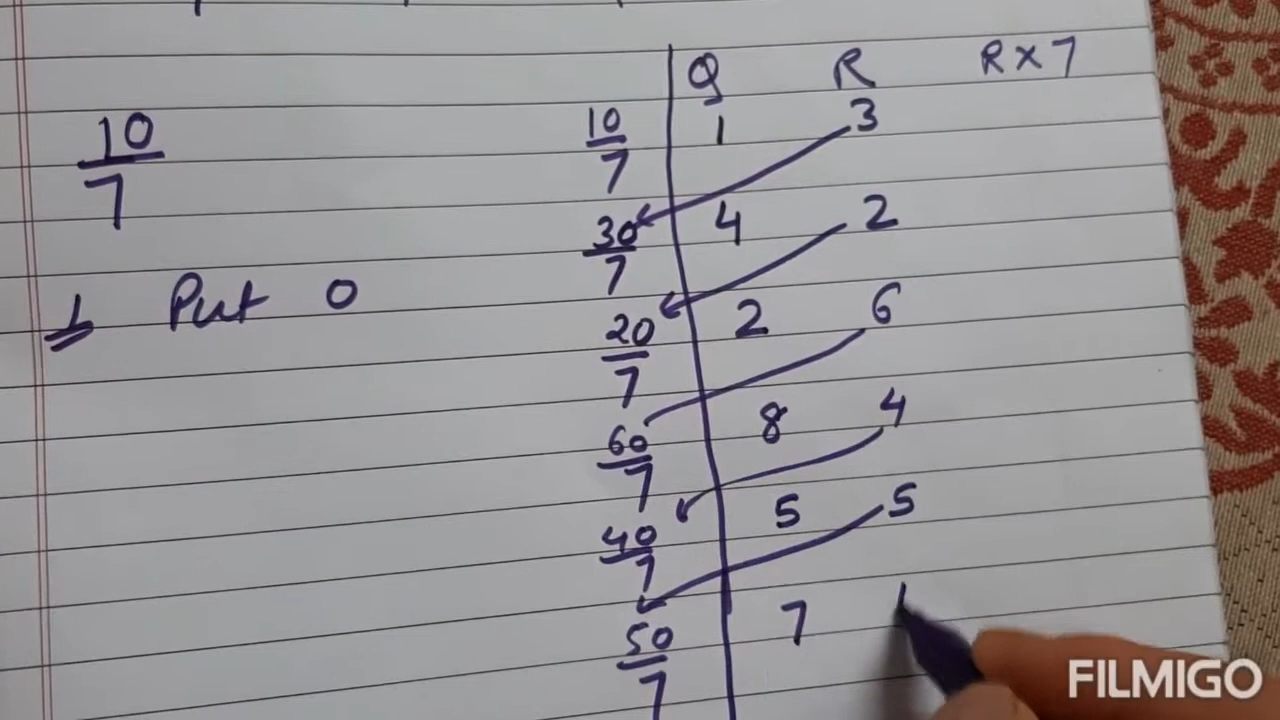 Q R R x 7
10/7 10/7 1 3
30/7 4 2
1 Put 0
20/7 2 6
60/7 8 4
40/7 5 5
50/7 7
FILMIGO